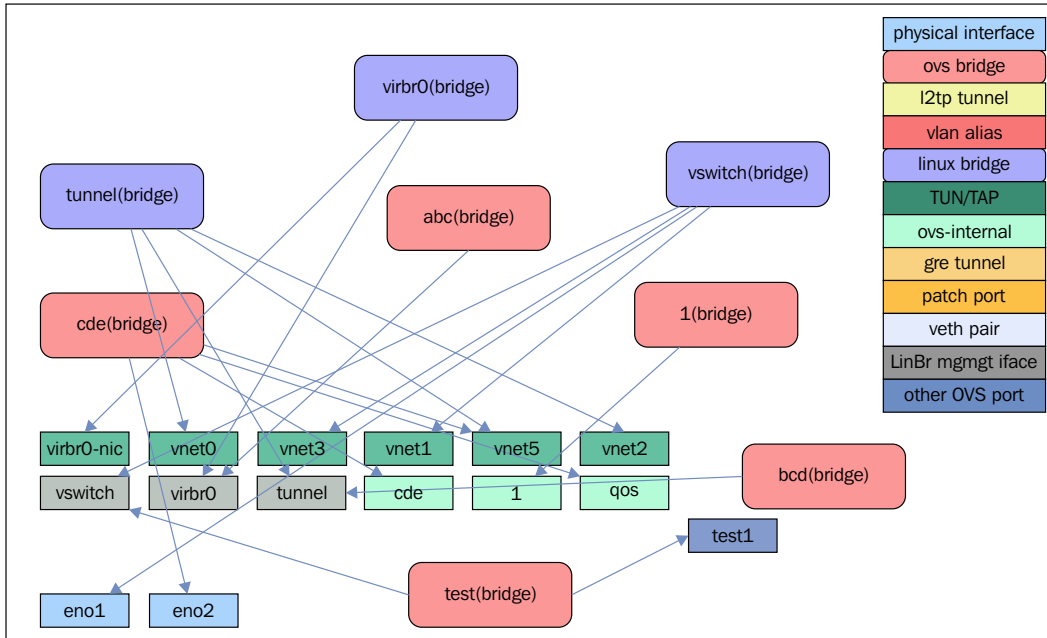 physical interface
ovs bridge
l2tp tunnel
vlan alias
linux bridge
TUN/TAP
ovs-internal
gre tunnel
patch port
veth pair
LinBr mgmgt iface
other OVS port
virbr0(bridge)
tunnel(bridge)
vswitch(bridge)
abc(bridge)
cde(bridge)
1(bridge)
virbr0-nic
vnet0
vnet3
vnet1
vnet5
vnet2
vswitch
virbr0
tunnel
cde
1
qos
bcd(bridge)
test1
test(bridge)
eno1
eno2